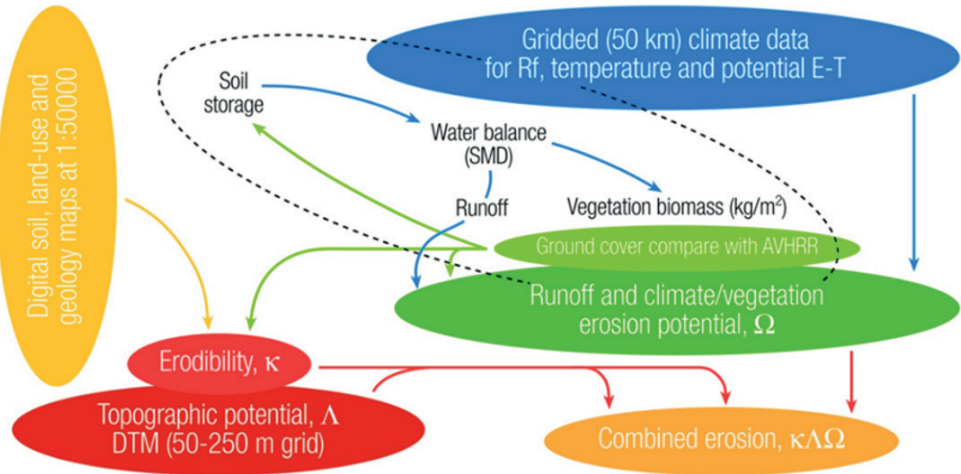 Digital soil, land-use and
geology maps at 1:50000
Gridded (50 km) climate data
for Rf, temperature and potential E-T
Soil
storage
Water balance
(SMD)
Runoff
Vegetation biomass (kg/m²)
Ground cover compare with AVHRR
Runoff and climate/vegetation
erosion potential, Ω
Erodibility, κ
Topographic potential, Λ
DTM (50-250 m grid)
Combined erosion, κΛΩ